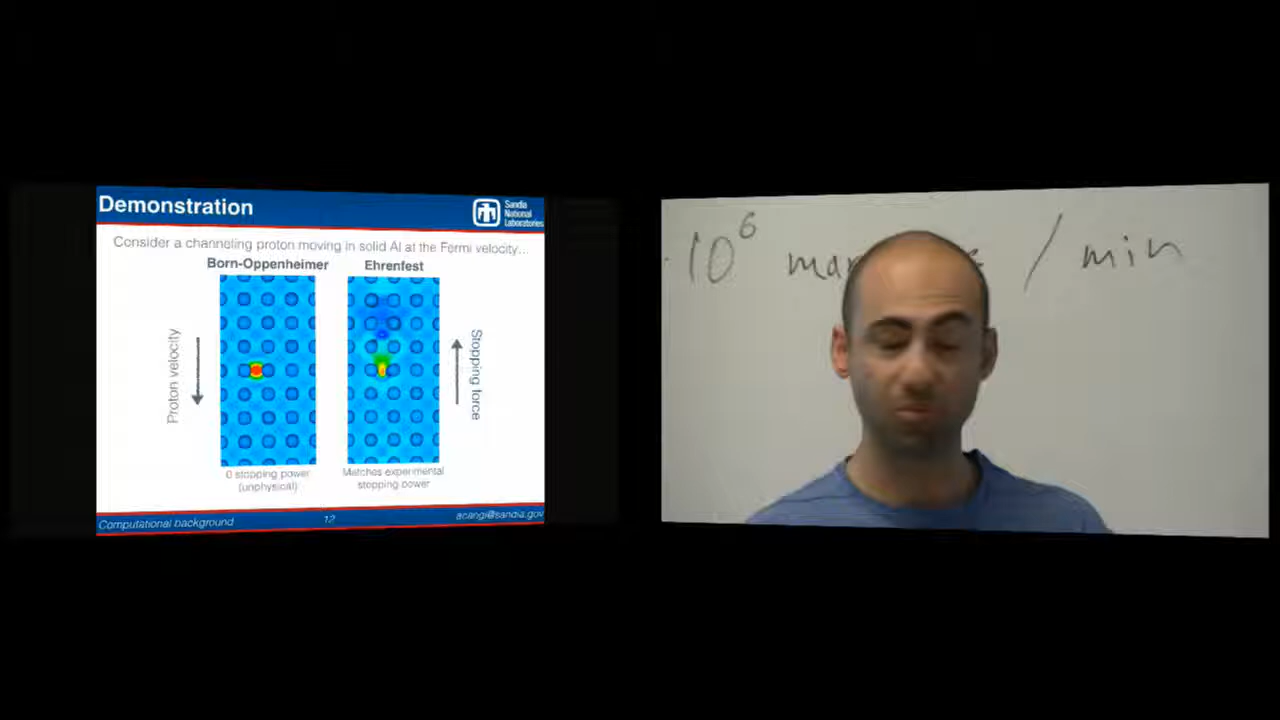 Demonstration
Sandia
National
Laboratories
Consider a channeling proton moving in solid Al at the Fermi velocity...
Born-Oppenheimer
Ehrenfest
Proton velocity
Stopping force
0 stopping power
(unphysical)
Matches experimental
stopping power
Computational background
12
acangi@sandia.gov
10⁶ / min